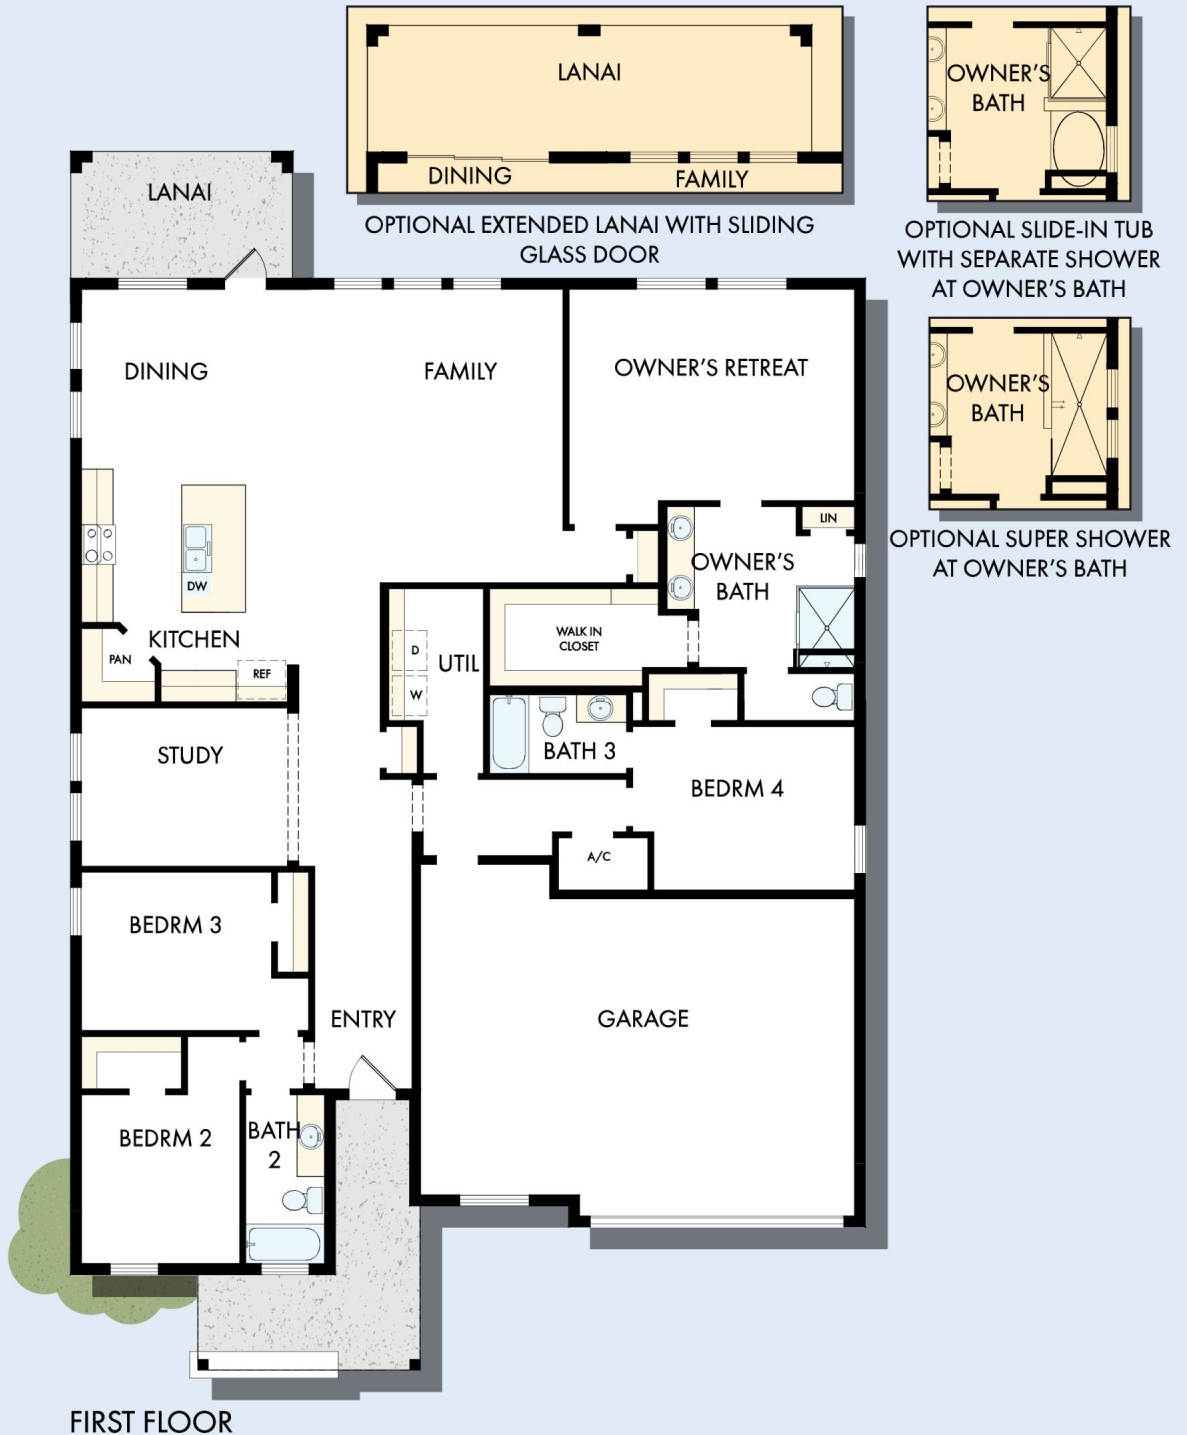 LANAI
DINING
FAMILY
OPTIONAL EXTENDED LANAI WITH SLIDING
GLASS DOOR
OWNER'S
BATH
OPTIONAL SLIDE-IN TUB
WITH SEPARATE SHOWER
AT OWNER'S BATH
OWNER'S
BATH
OPTIONAL SUPER SHOWER
AT OWNER'S BATH
LANAI
DINING
FAMILY
OWNER'S RETREAT
LIN
OWNER'S
BATH
DW
KITCHEN
PAN
REF
D
W
UTIL
WALK IN
CLOSET
STUDY
BATH 3
BEDRM 4
A/C
BEDRM 3
ENTRY
GARAGE
BEDRM 2
BATH
2
FIRST FLOOR